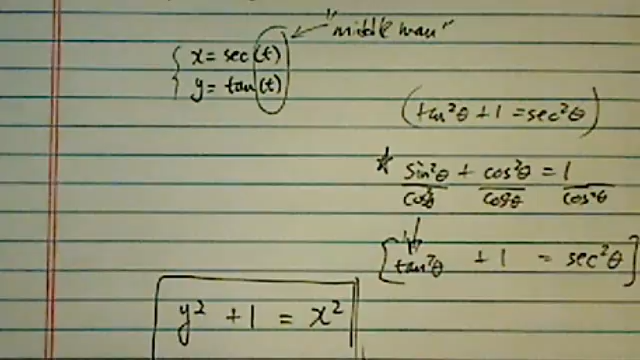 "middle man"
x = sec(t)
y = tan(t)
(tan²θ + 1 = sec²θ)
* sin²θ/cos²θ + cos²θ/cos²θ = 1/cos²θ
[tan²θ + 1 = sec²θ]
y² + 1 = x²